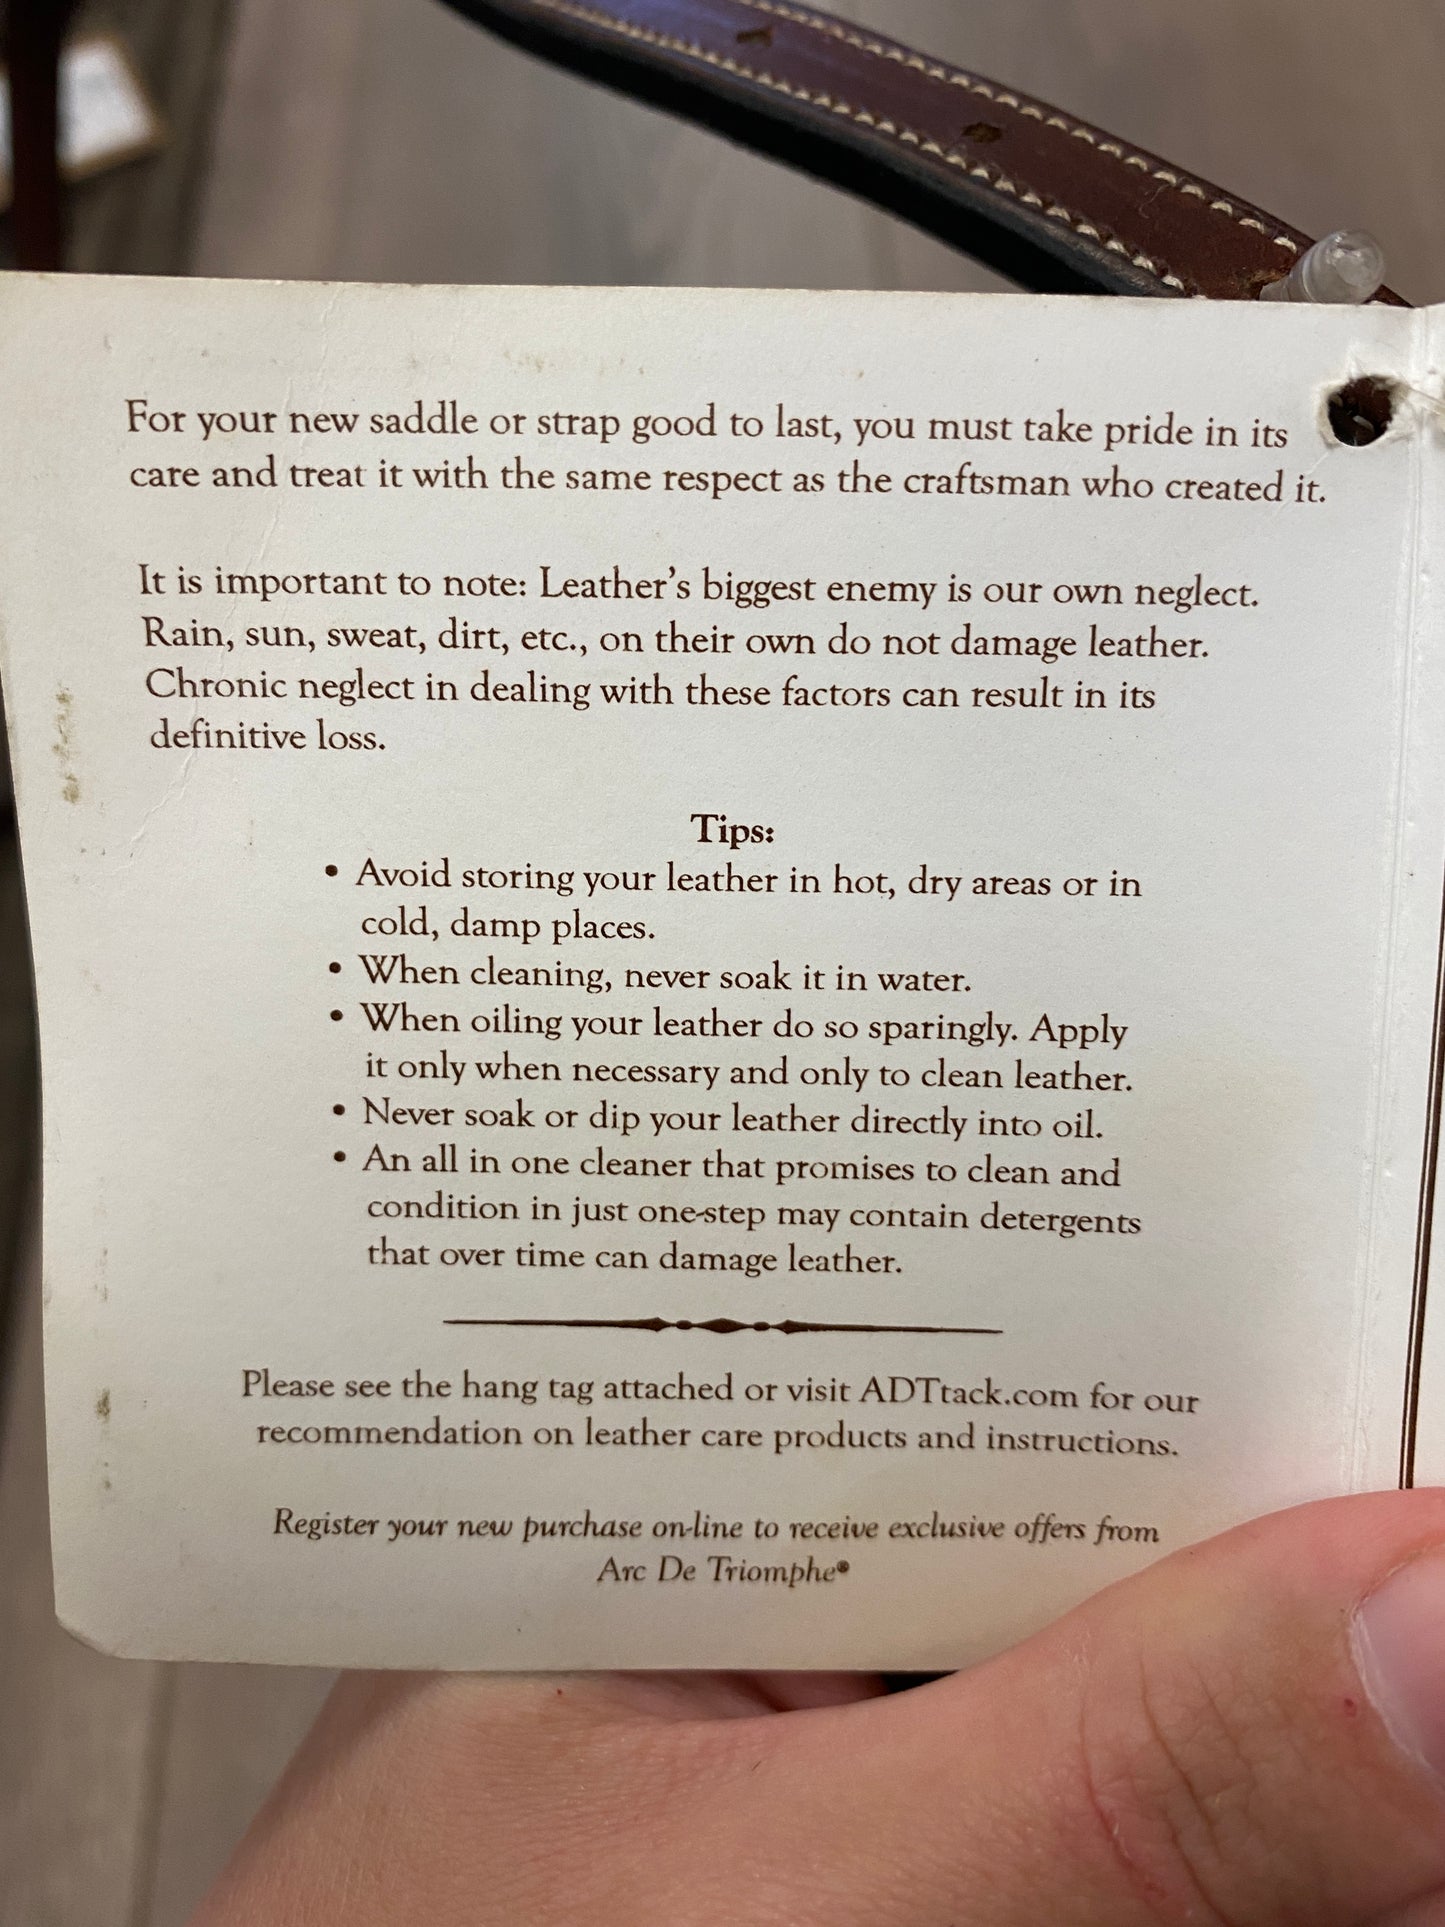 For your new saddle or strap good to last, you must take pride in its
care and treat it with the same respect as the craftsman who created it.
It is important to note: Leather's biggest enemy is our own neglect.
Rain, sun, sweat, dirt, etc., on their own do not damage leather.
Chronic neglect in dealing with these factors can result in its
definitive loss.
Tips:
• Avoid storing your leather in hot, dry areas or in
cold, damp places.
• When cleaning, never soak it in water.
• When oiling your leather do so sparingly. Apply
it only when necessary and only to clean leather.
• Never soak or dip your leather directly into oil.
• An all in one cleaner that promises to clean and
condition in just one-step may contain detergents
that over time can damage leather.
Please see the hang tag attached or visit ADTtack.com for our
recommendation on leather care products and instructions.
Register your new purchase on-line to receive exclusive offers from
Arc De Triomphe®